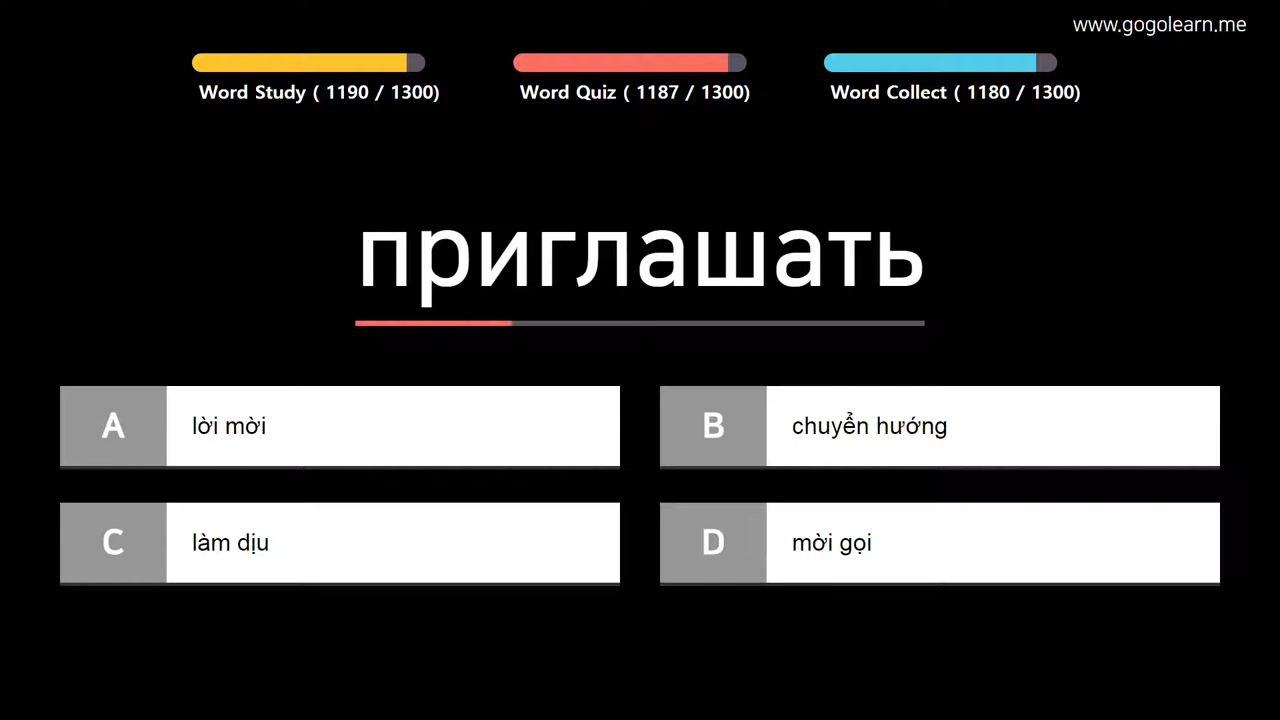 www.gogolearn.me
Word Study ( 1190 / 1300)
Word Quiz ( 1187 / 1300)
Word Collect ( 1180 / 1300)
приглашать
A lời mời
B chuyển hướng
C làm dịu
D mời gọi